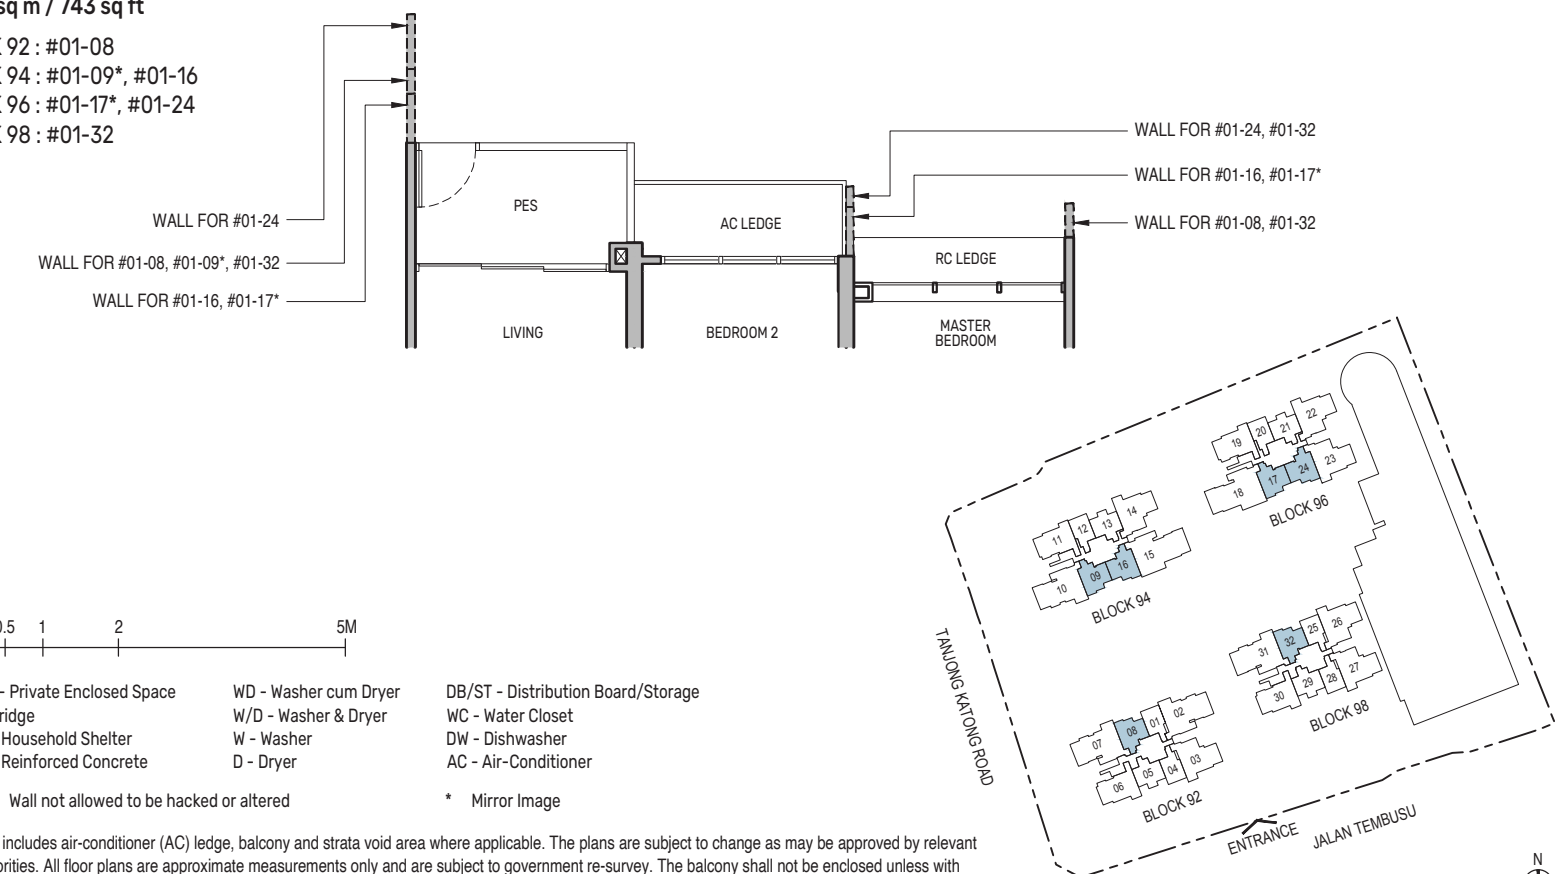 sq m / 743 sq ft
92 : #01-08
94 : #01-09*, #01-16
96 : #01-17*, #01-24
98 : #01-32
WALL FOR #01-24
WALL FOR #01-08, #01-09*, #01-32
WALL FOR #01-16, #01-17*
PES
AC LEDGE
RC LEDGE
LIVING
BEDROOM 2
MASTER
BEDROOM
WALL FOR #01-24, #01-32
WALL FOR #01-16, #01-17*
WALL FOR #01-08, #01-32
19
20
21
22
18
17
24
23
BLOCK 96
11
12
13
14
10
09
16
15
BLOCK 94
31
32
25
26
30
29
28
27
BLOCK 98
07
08
01
02
06
05
04
03
BLOCK 92
TANJONG KATONG ROAD
ENTRANCE
JALAN TEMBUSU
N
0.5 1 2 5M
- Private Enclosed Space WD - Washer cum Dryer DB/ST - Distribution Board/Storage
W/D - Washer & Dryer WC - Water Closet
Household Shelter W - Washer DW - Dishwasher
Reinforced Concrete D - Dryer AC - Air-Conditioner
Wall not allowed to be hacked or altered * Mirror Image
includes air-conditioner (AC) ledge, balcony and strata void area where applicable. The plans are subject to change as may be approved by relevant
All floor plans are approximate measurements only and are subject to government re-survey. The balcony shall not be enclosed unless with